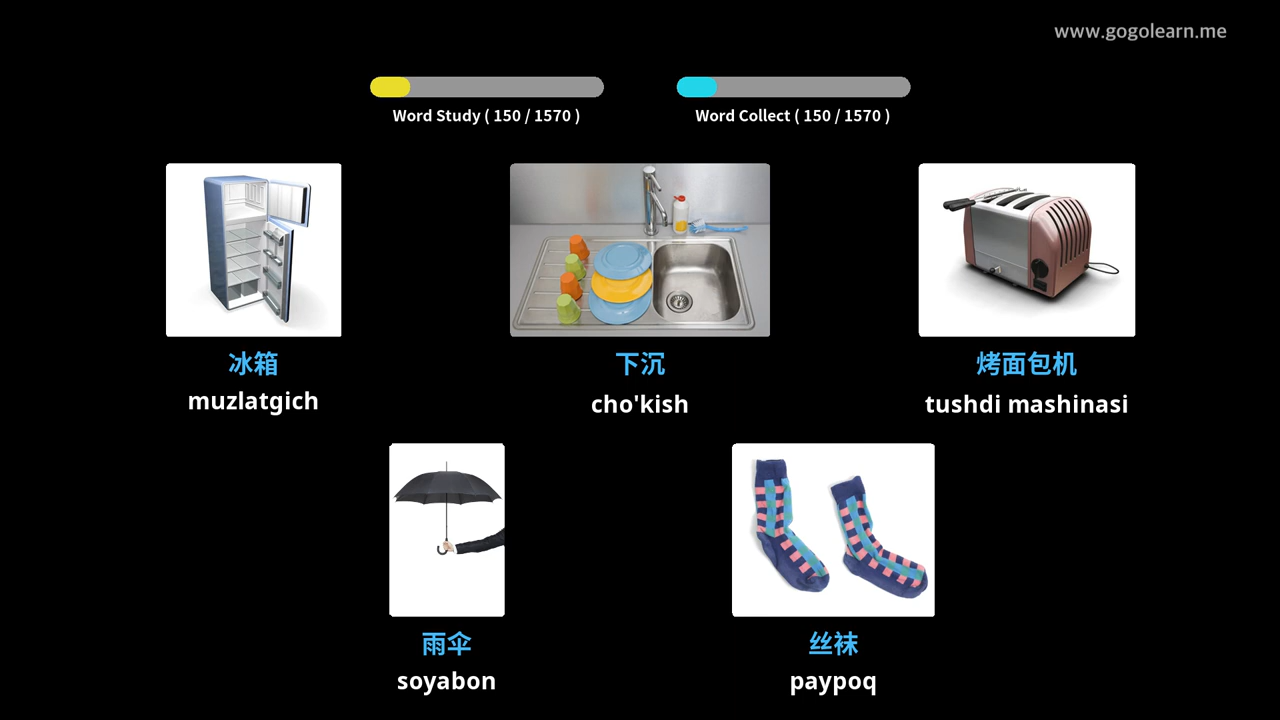 www.gogolearn.me
Word Study ( 150 / 1570 )
Word Collect ( 150 / 1570 )
冰箱
muzlatgich
下沉
cho'kish
烤面包机
tushdi mashinasi
雨伞
soyabon
丝袜
paypoq